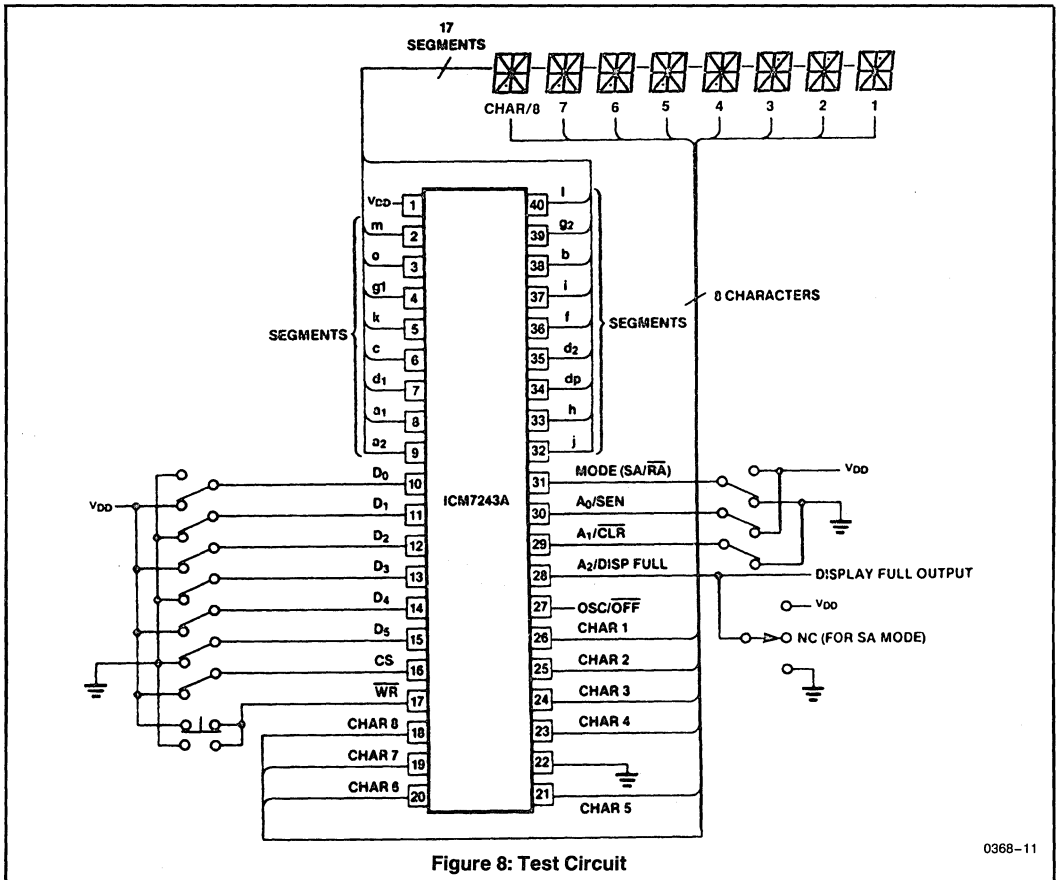 17
SEGMENTS
CHAR/8 7 6 5 4 3 2 1
VDD 1 40 l
m 2 39 g2
o 3 38 b
g1 4 37 i
k 5 36 f
c 6 35 d2
d1 7 34 dp
a1 8 33 h
a2 9 32 j
SEGMENTS
SEGMENTS
8 CHARACTERS
ICM7243A
D0 10 31 MODE (SA/R̅A̅) VDD
VDD D1 11 30 A0/SEN
D2 12 29 A1/C̅L̅R̅
D3 13 28 A2/DISP FULL DISPLAY FULL OUTPUT
D4 14 27 OSC/O̅F̅F̅ VDD
D5 15 26 CHAR 1 NC (FOR SA MODE)
CS 16 25 CHAR 2
W̅R̅ 17 24 CHAR 3
CHAR 8 18 23 CHAR 4
CHAR 7 19 22
CHAR 6 20 21 CHAR 5
0368-11
Figure 8: Test Circuit